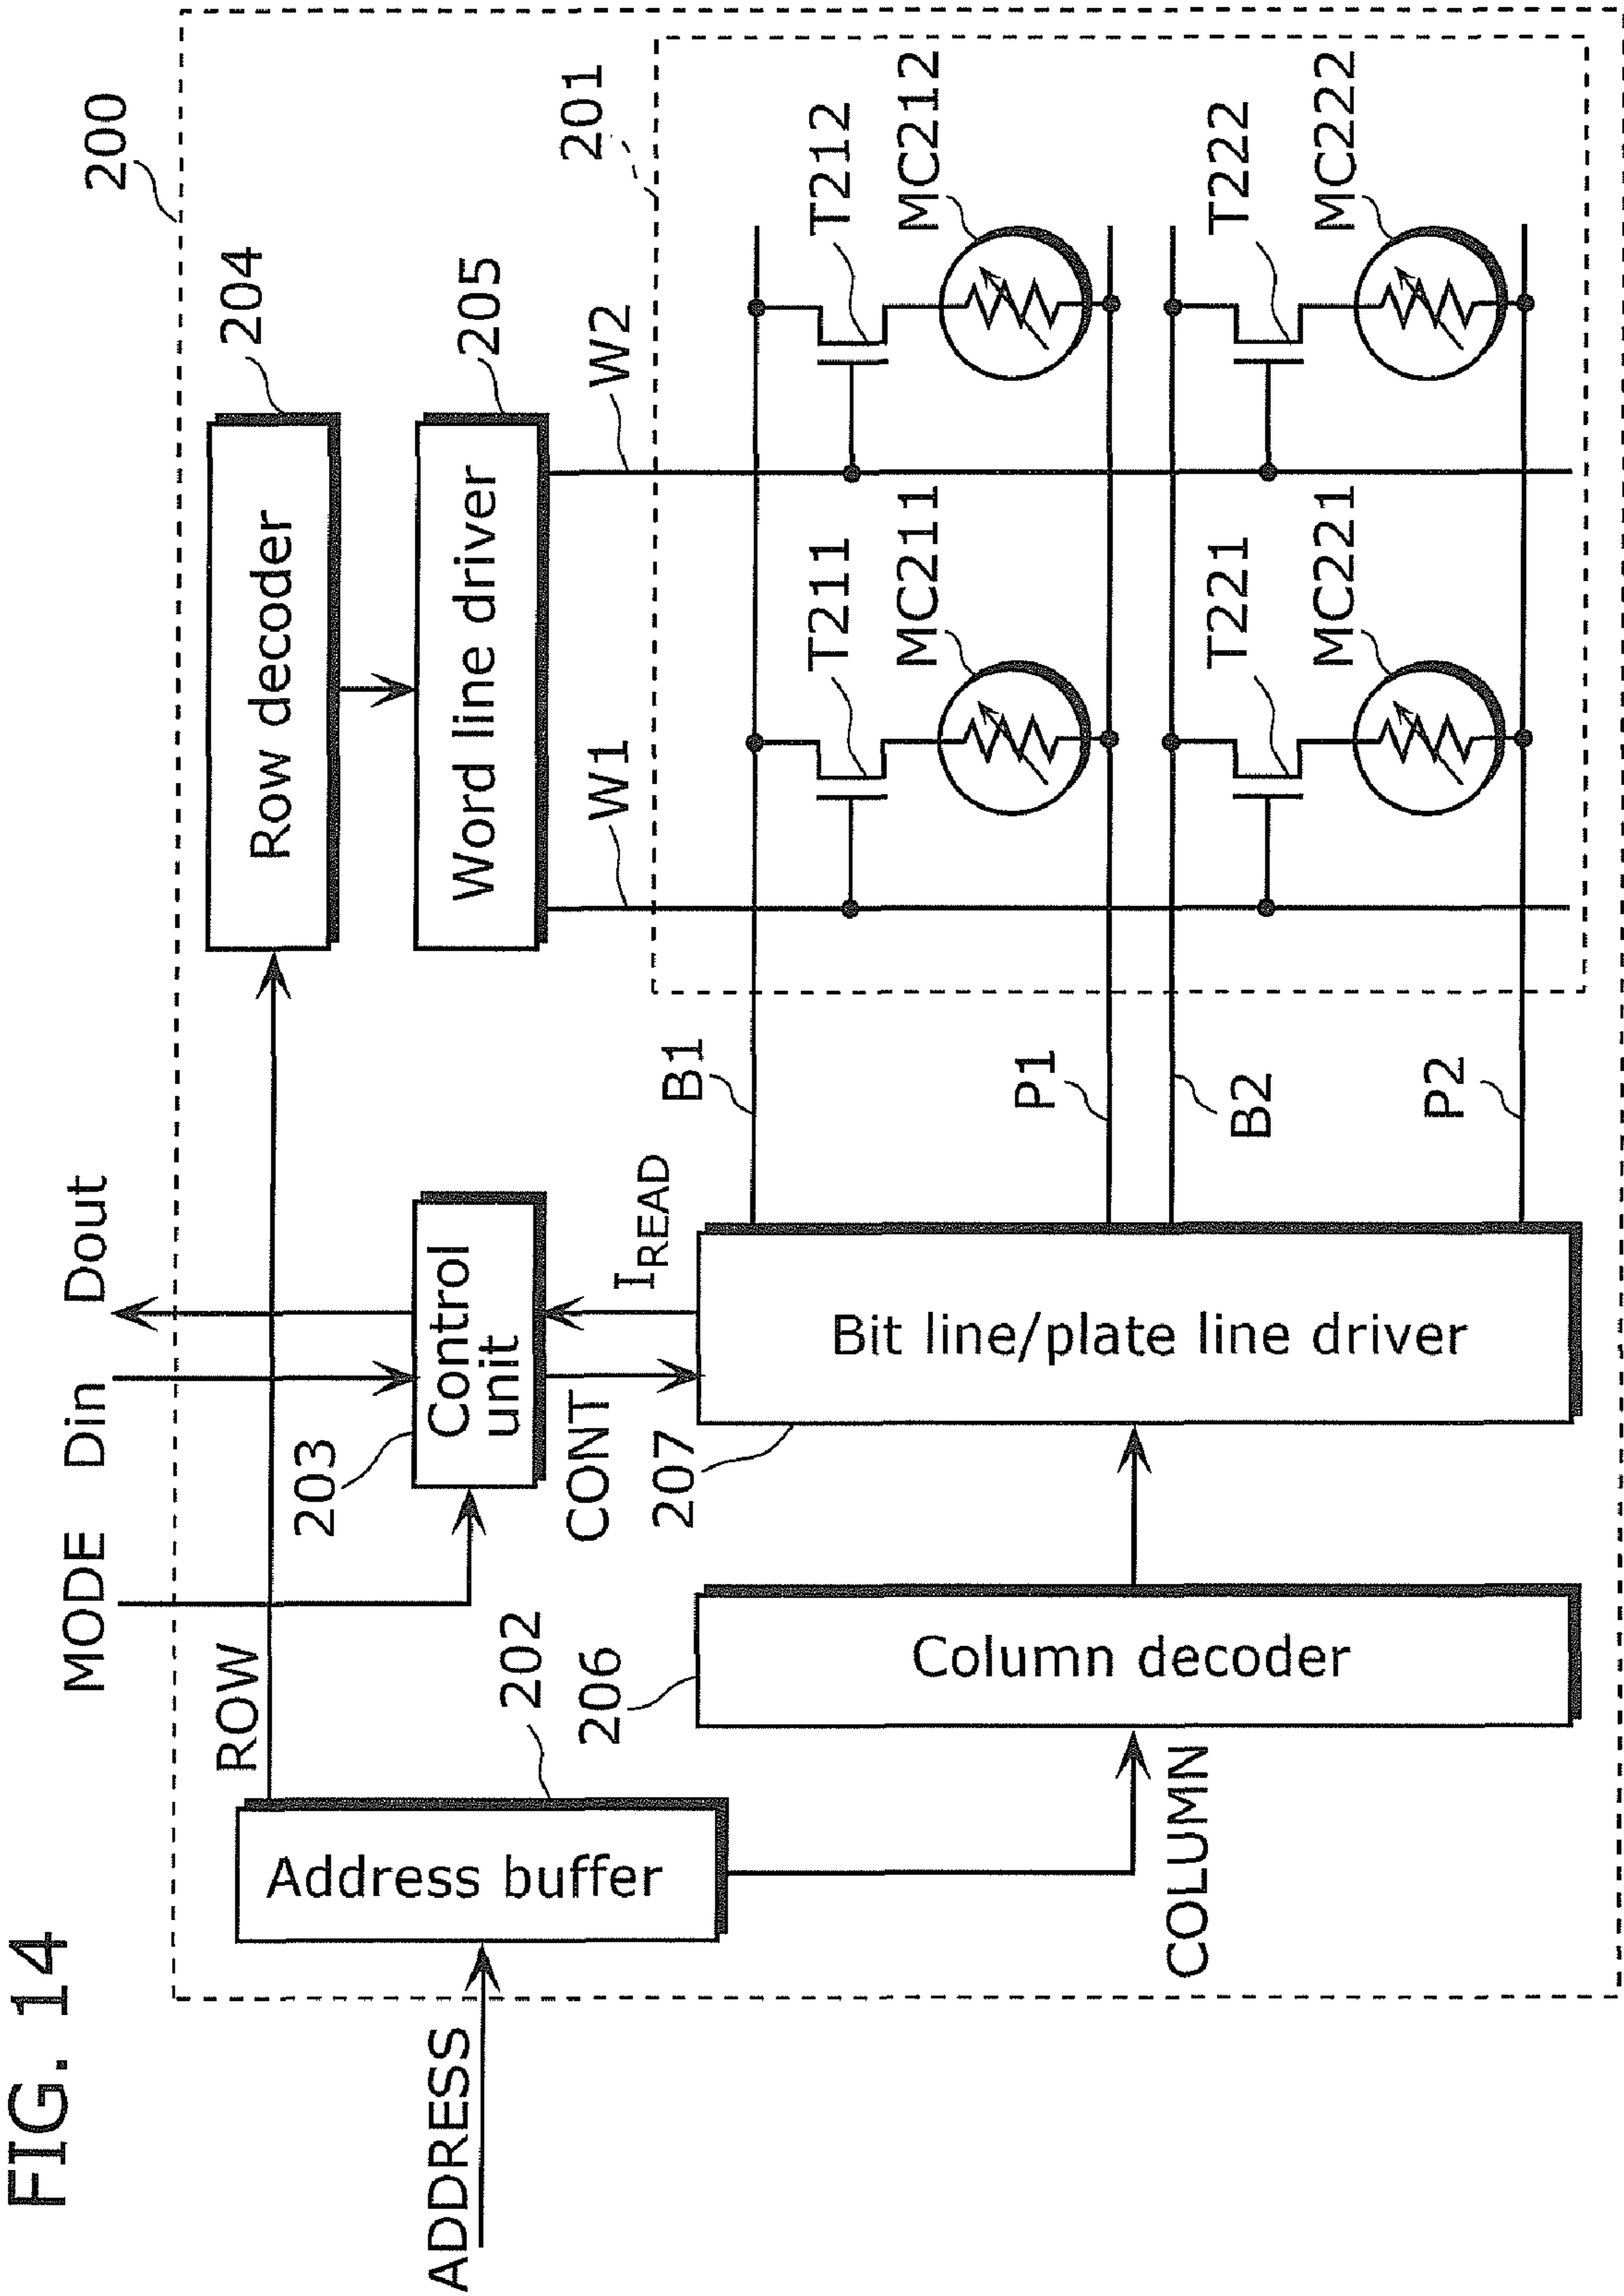 FIG. 14
200
MODE Din Dout
ROW
204
Row decoder
203
Control
unit
205
Word line driver
ADDRESS
Address buffer
202
CONT
I_READ
W1
W2
201
206
207
B1
T211
T212
MC211
MC212
Column decoder
Bit line/plate line driver
P1
COLUMN
B2
T221
T222
MC221
MC222
P2